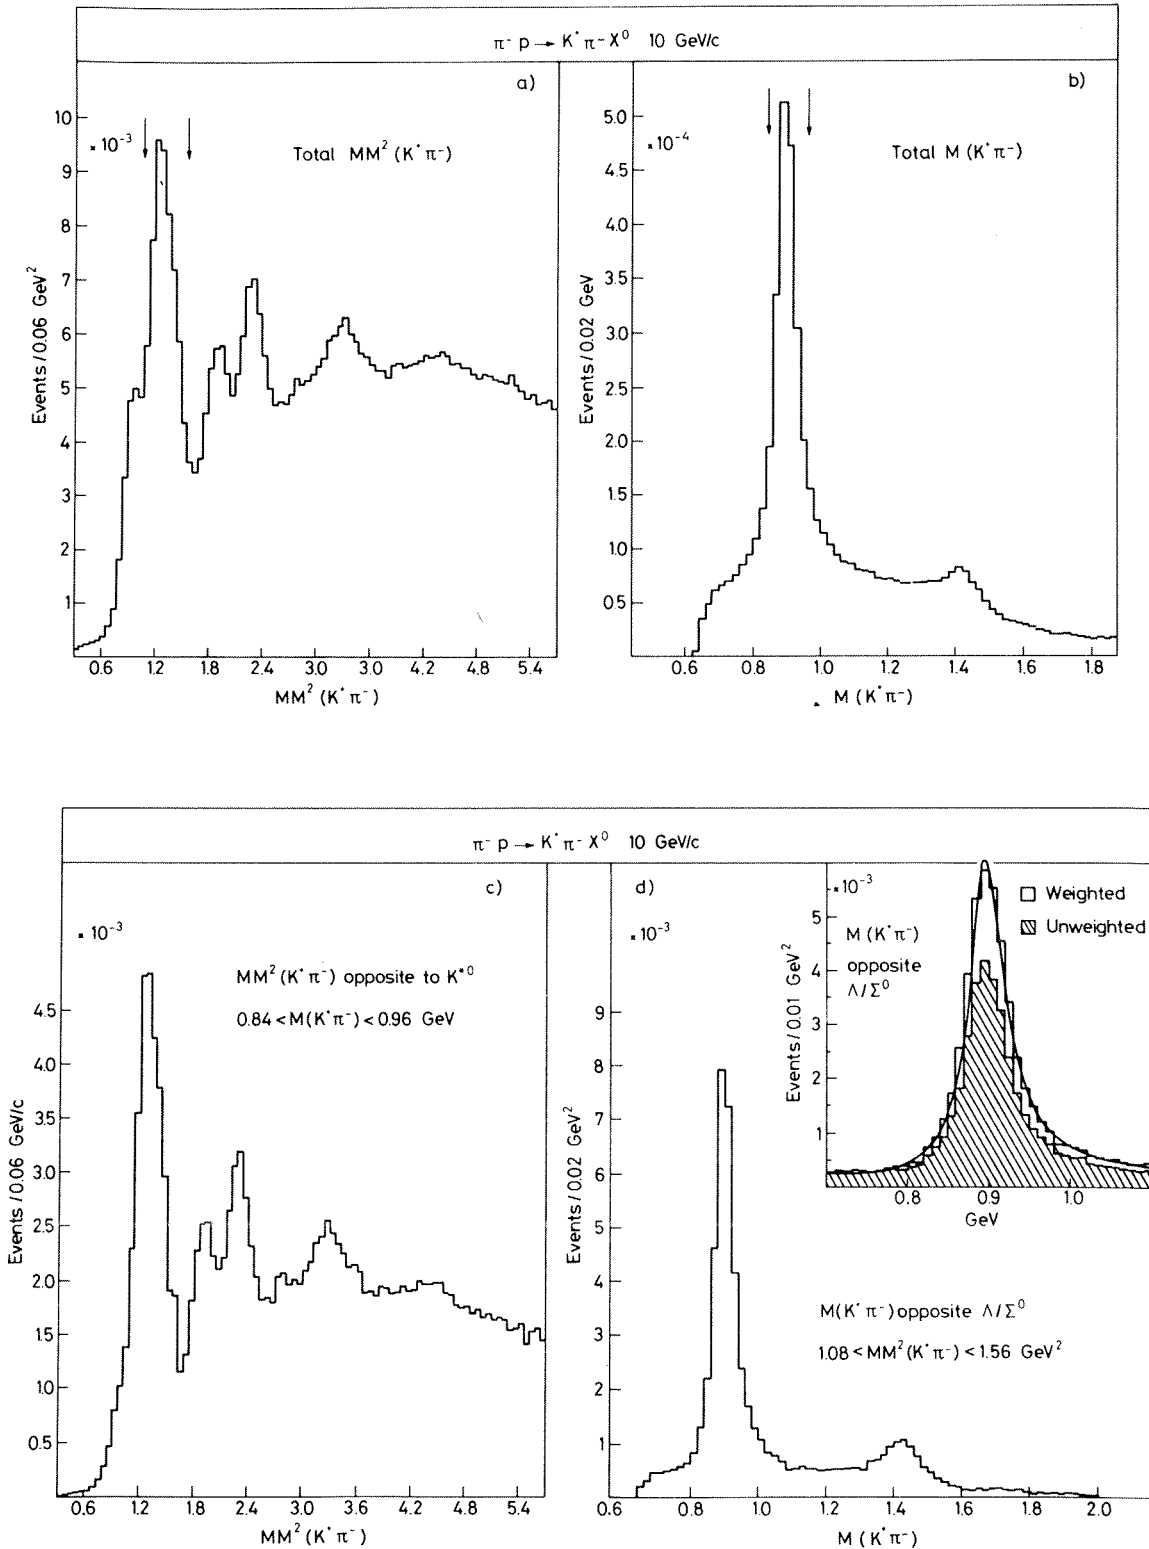 π⁻ p → K⁺ π⁻ X⁰ 10 GeV/c
a)
× 10⁻³
Total MM² (K⁺ π⁻)
Events / 0.06 GeV²
10
9
8
7
6
5
4
3
2
1
0.6 1.2 1.8 2.4 3.0 3.6 4.2 4.8 5.4
MM² (K⁺ π⁻)
b)
× 10⁻⁴
Total M (K⁺ π⁻)
Events / 0.02 GeV
5.0
4.5
4.0
3.5
3.0
2.5
2.0
1.5
1.0
0.5
0.6 0.8 1.0 1.2 1.4 1.6 1.8
M (K⁺ π⁻)
π⁻ p → K⁺ π⁻ X⁰ 10 GeV/c
c)
× 10⁻³
MM² (K⁺ π⁻) opposite to K*⁰
0.84 < M(K⁺ π⁻) < 0.96 GeV
Events / 0.06 GeV/c
4.5
4.0
3.5
3.0
2.5
2.0
1.5
1.0
0.5
0.6 1.2 1.8 2.4 3.0 3.6 4.2 4.8 5.4
MM² (K⁺ π⁻)
d)
× 10⁻³
Events / 0.02 GeV²
9
8
7
6
5
4
3
2
1
0.6 0.8 1.0 1.2 1.4 1.6 1.8 2.0
M (K⁺ π⁻)
M(K⁺ π⁻) opposite Λ/Σ⁰
1.08 < MM² (K⁺ π⁻) < 1.56 GeV²
× 10⁻³
Weighted
Unweighted
M (K⁺ π⁻)
opposite
Λ/Σ⁰
Events / 0.01 GeV²
5
4
3
2
1
0.8 0.9 1.0
GeV